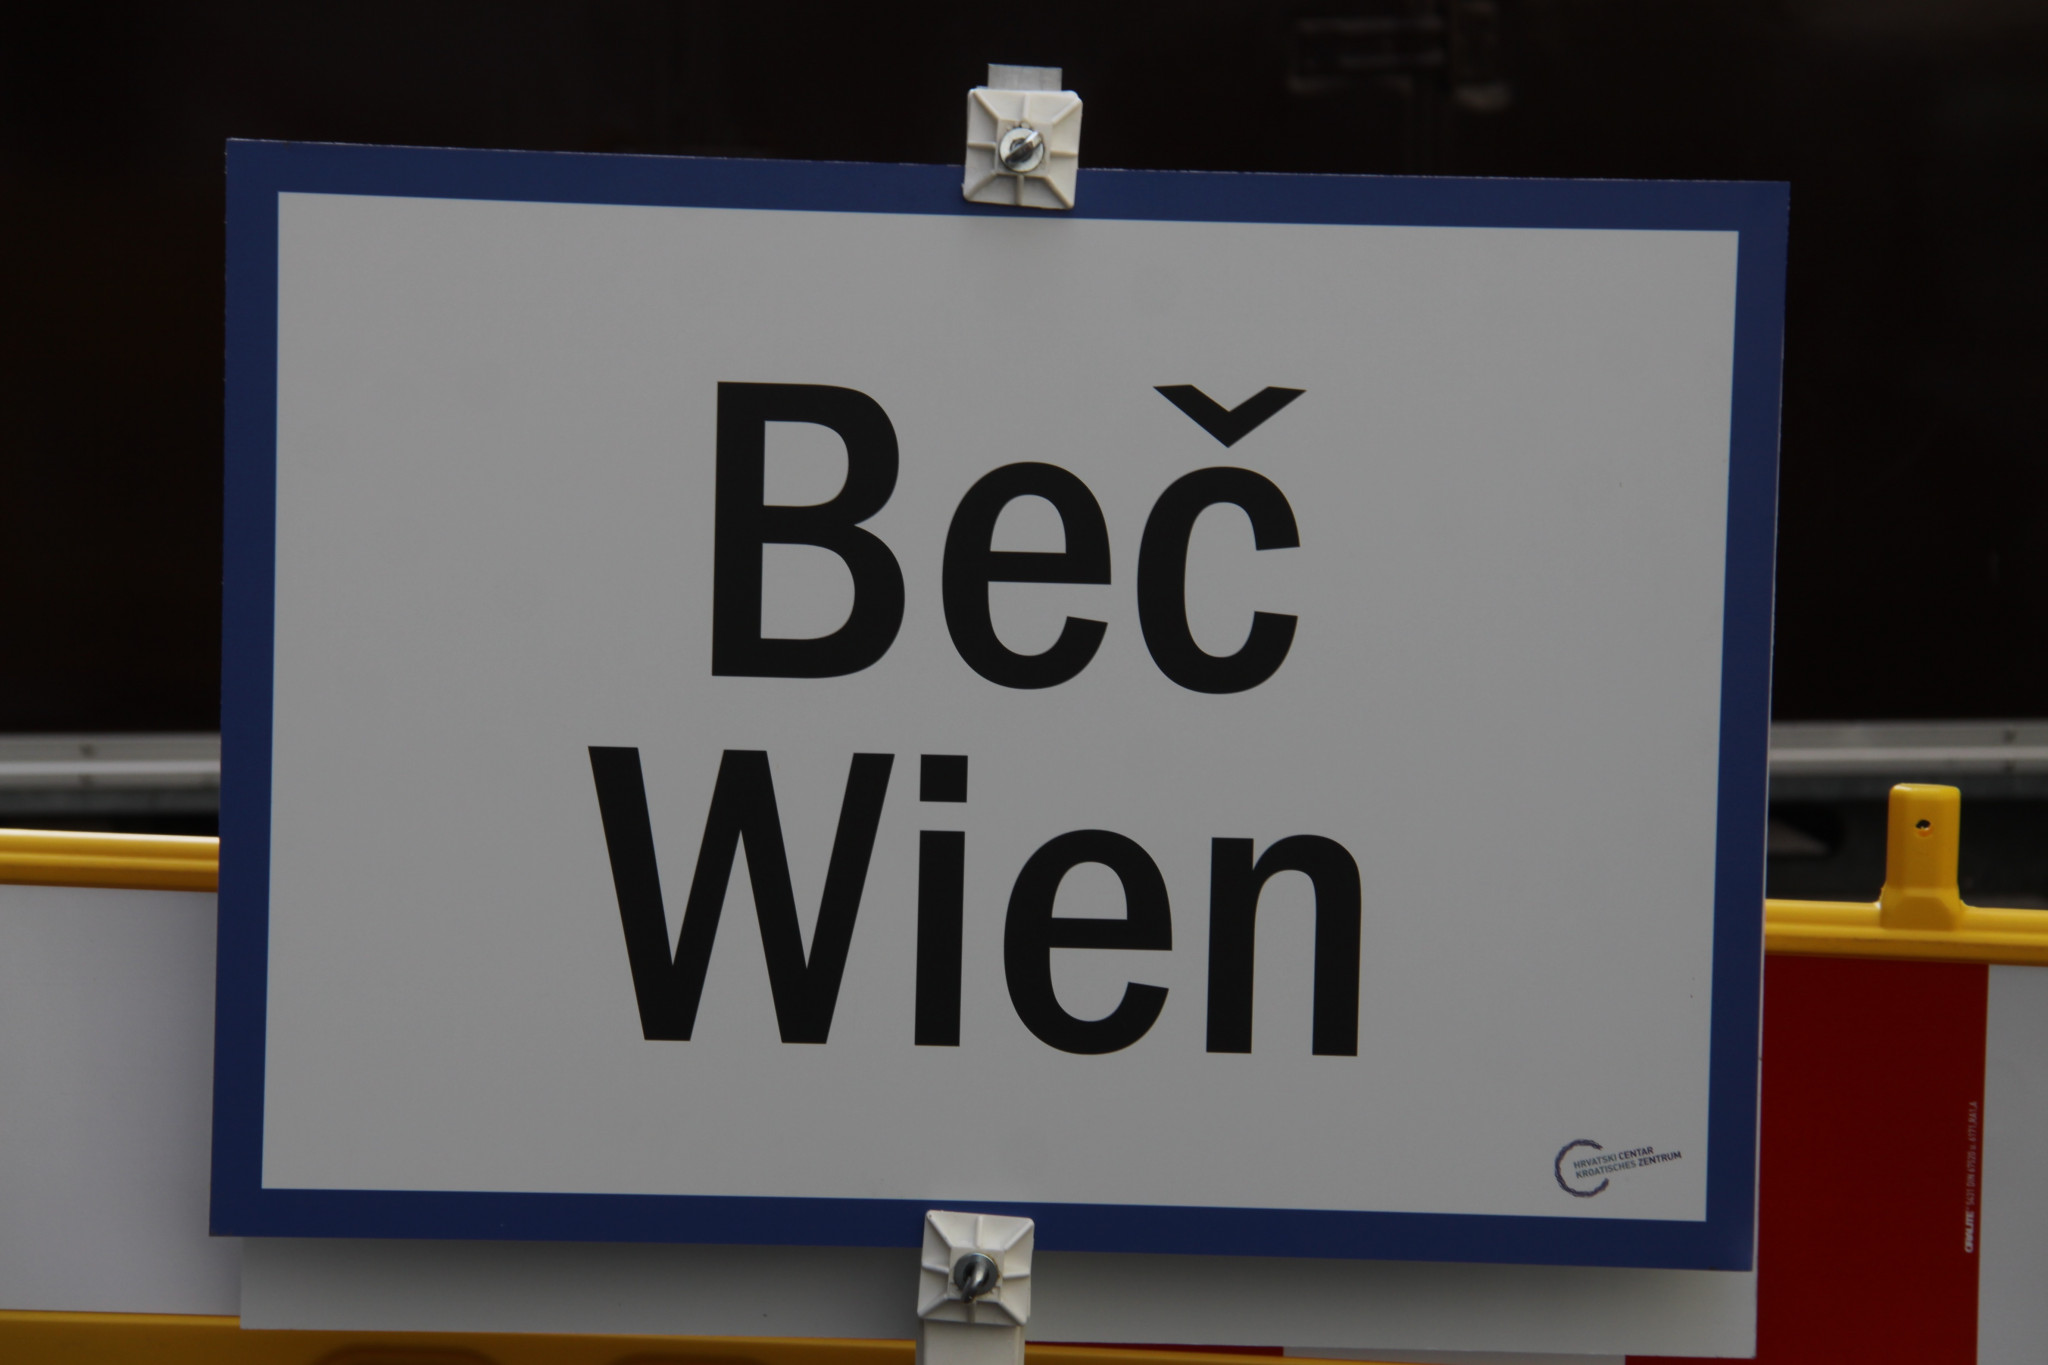 Beč
Wien
HRVATSKI CENTAR
KROATISCHES ZENTRUM